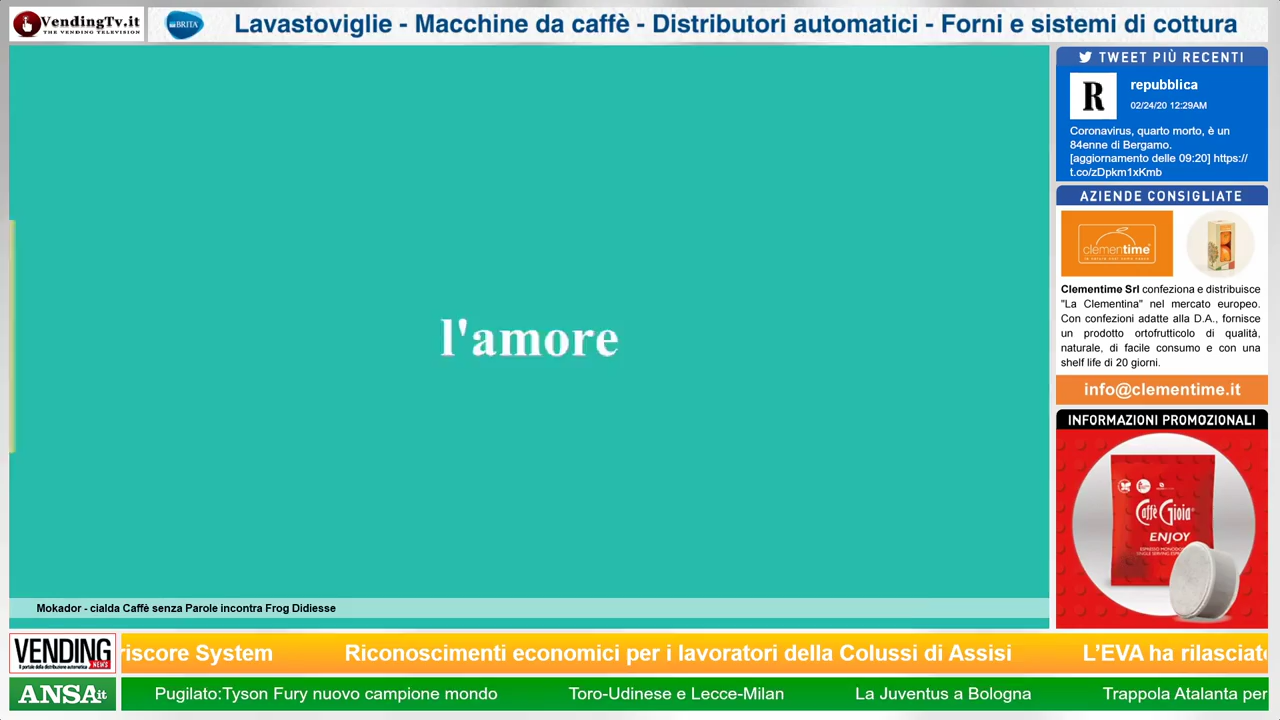 VendingTv.it
THE VENDING TELEVISION
BRITA
Lavastoviglie - Macchine da caffè - Distributori automatici - Forni e sistemi di cottura
l'amore
Mokador - cialda Caffè senza Parole incontra Frog Didiesse
TWEET PIÙ RECENTI
repubblica
R
02/24/20 12:29AM
Coronavirus, quarto morto, è un
84enne di Bergamo.
[aggiornamento delle 09:20] https://
t.co/zDpkm1xKmb
AZIENDE CONSIGLIATE
clementime
Clementime Srl confeziona e distribuisce
"La Clementina" nel mercato europeo.
Con confezioni adatte alla D.A., fornisce
un prodotto ortofrutticolo di qualità,
naturale, di facile consumo e con una
shelf life di 20 giorni.
info@clementime.it
INFORMAZIONI PROMOZIONALI
Caffè Gioia
ENJOY
VENDING
NEWS
Il portale della distribuzione automatica
riscore System Riconoscimenti economici per i lavoratori della Colussi di Assisi L'EVA ha rilasciato
ANSA.it
Pugilato:Tyson Fury nuovo campione mondo Toro-Udinese e Lecce-Milan La Juventus a Bologna Trappola Atalanta per